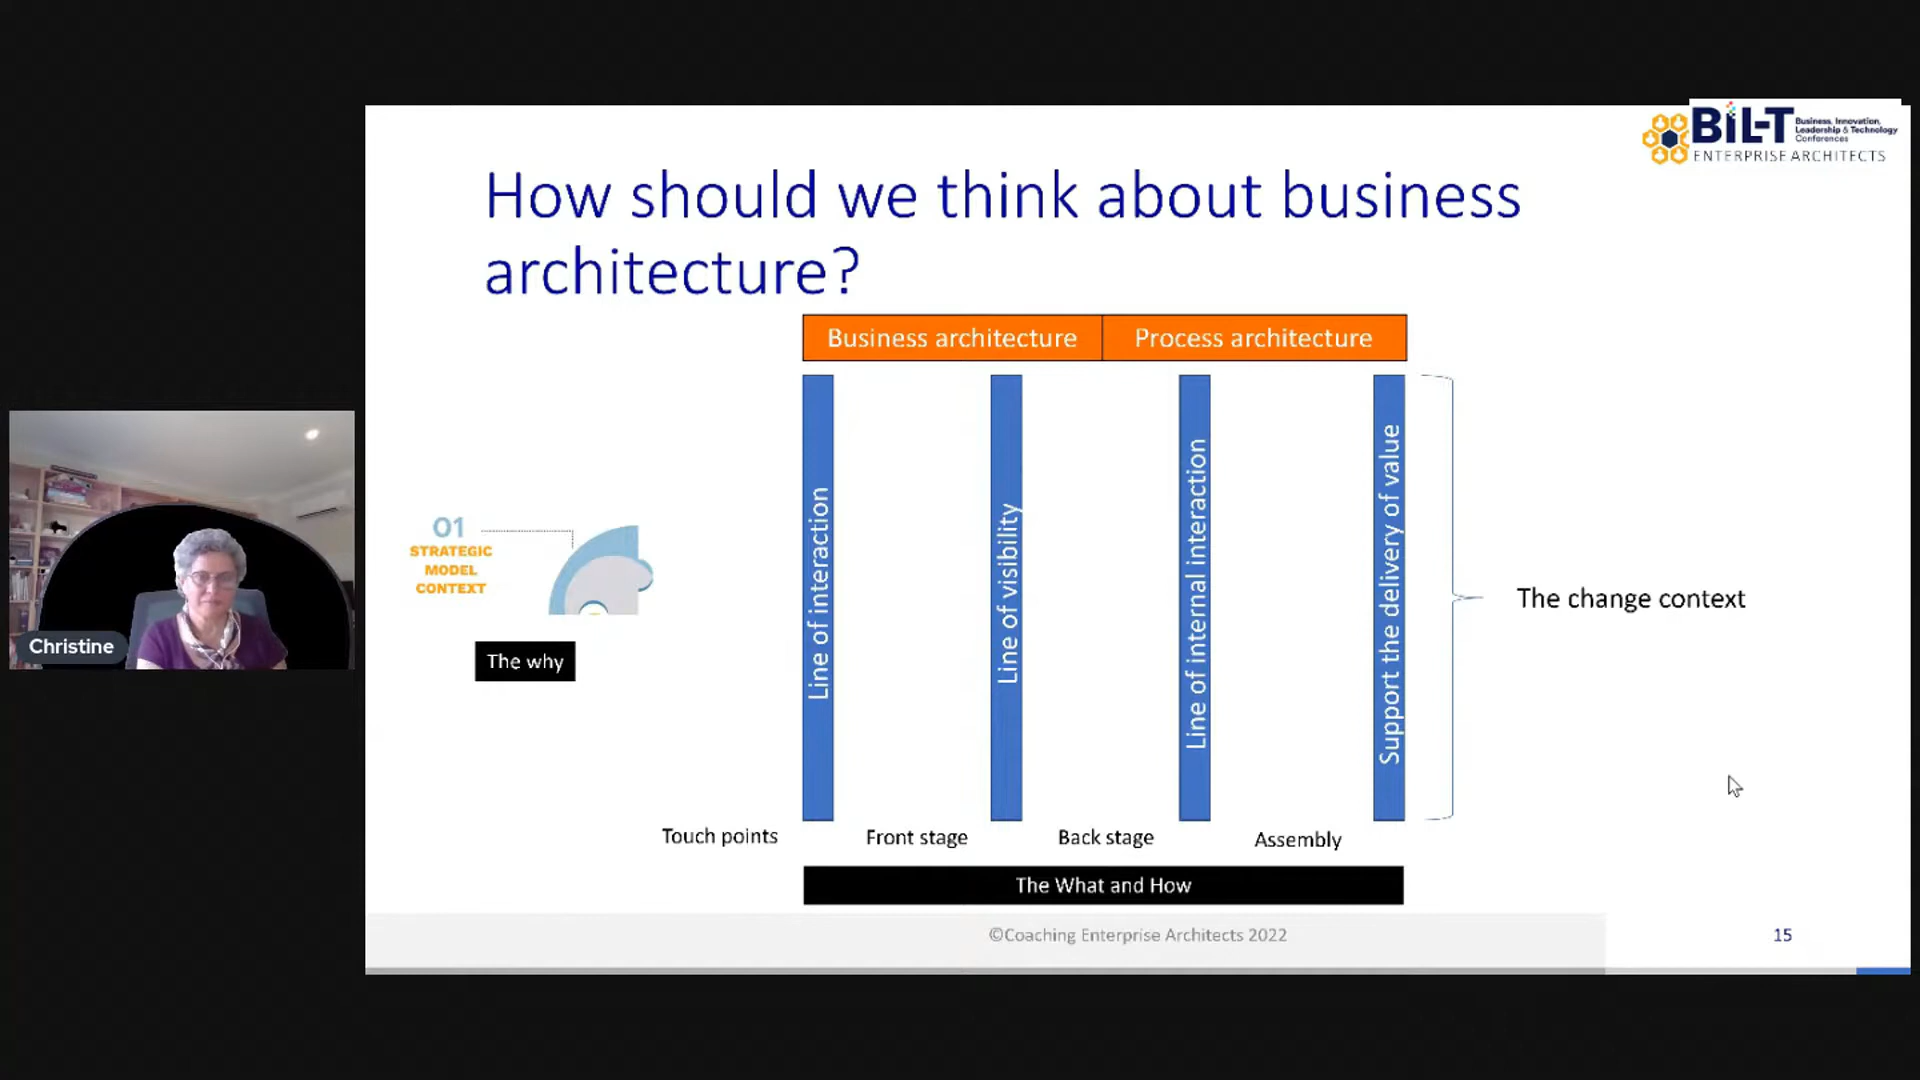 BiL-T
Business, Innovation,
Leadership & Technology
Conferences
ENTERPRISE ARCHITECTS
How should we think about business
architecture?
Business architecture
Process architecture
Line of interaction
Line of visibility
Line of internal interaction
Support the delivery of value
01
STRATEGIC
MODEL
CONTEXT
The why
The change context
Christine
Touch points
Front stage
Back stage
Assembly
The What and How
©Coaching Enterprise Architects 2022
15